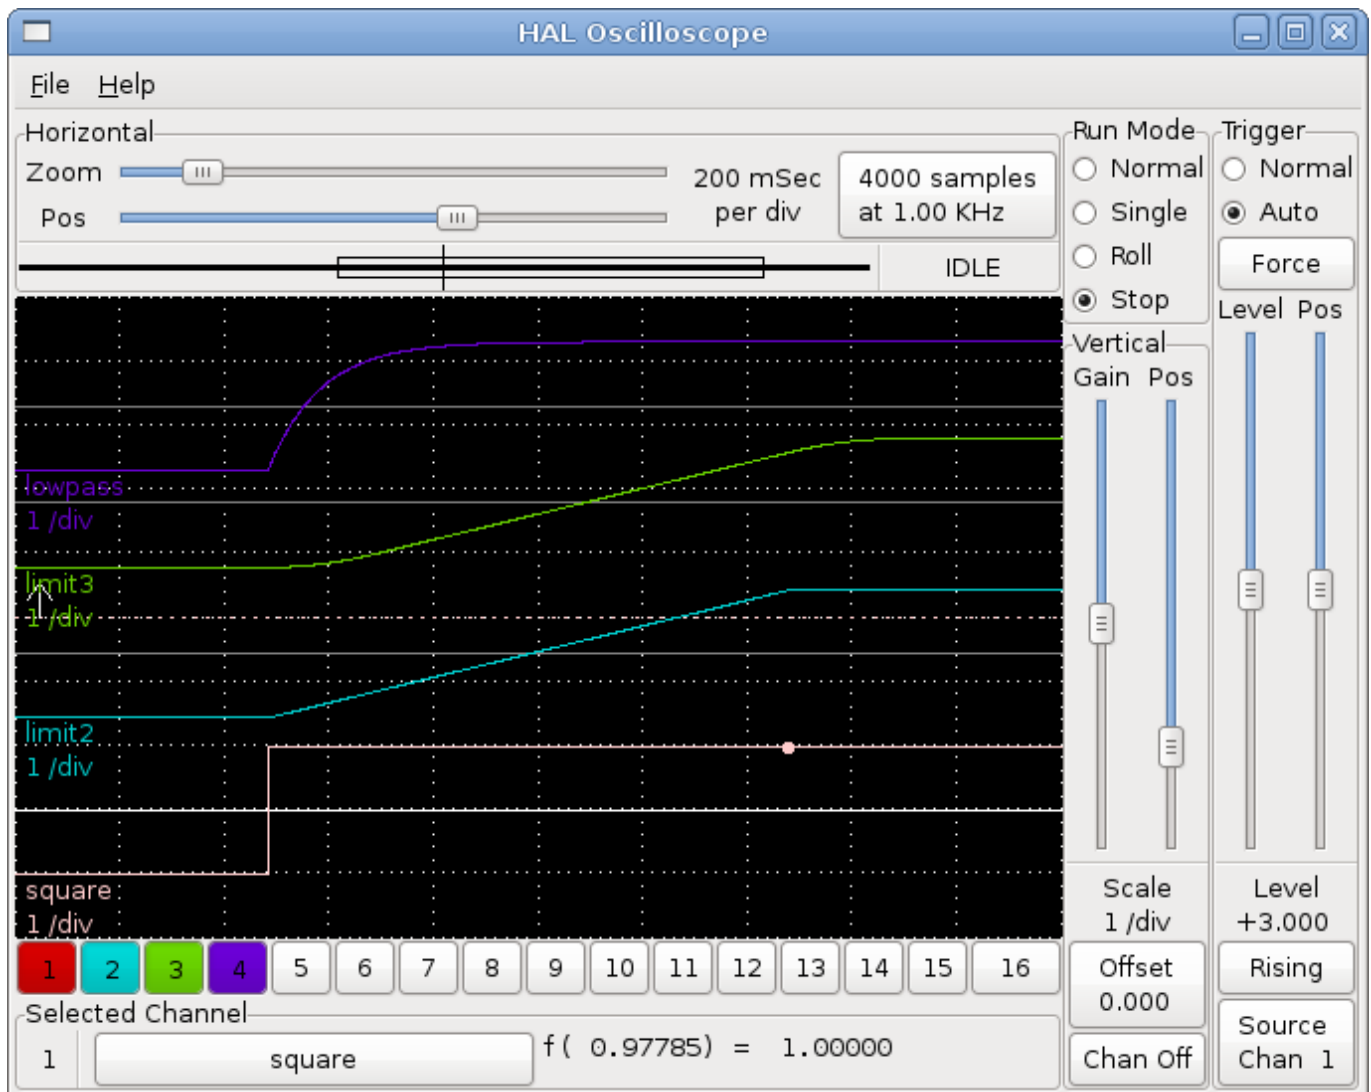 HAL Oscilloscope
File Help
Horizontal
Zoom
Pos
200 mSec
per div
4000 samples
at 1.00 KHz
IDLE
Run Mode
Normal
Single
Roll
Stop
Trigger
Normal
Auto
Force
Level Pos
Vertical
Gain Pos
lowpass
1 /div
limit3
1 /div
limit2
1 /div
square
1 /div
Scale
1 /div
Level
+3.000
1 2 3 4 5 6 7 8 9 10 11 12 13 14 15 16
Offset
0.000
Rising
Selected Channel
1 square f( 0.97785) = 1.00000
Chan Off
Source
Chan 1